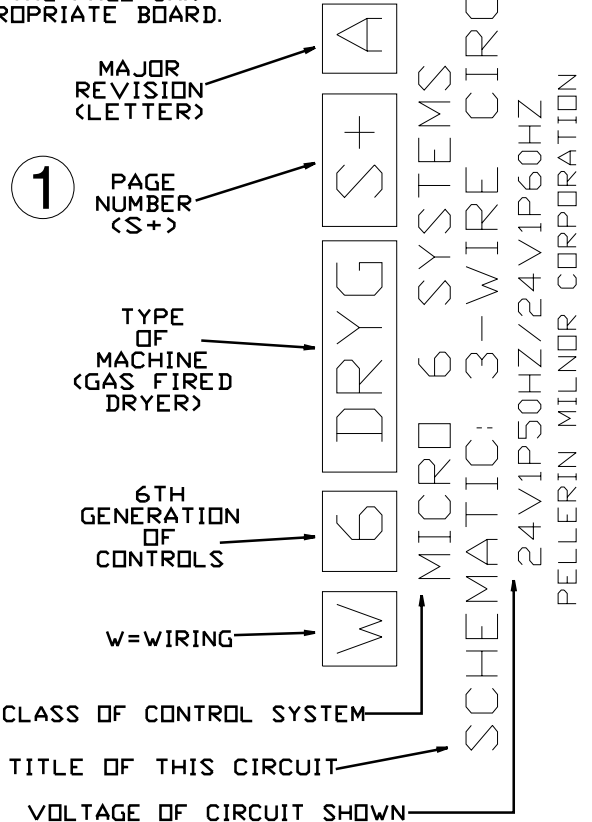 ROPRIATE BOARD.
MAJOR
REVISION
(LETTER)
1
PAGE
NUMBER
(S+)
TYPE
OF
MACHINE
(GAS FIRED
DRYER)
6TH
GENERATION
OF
CONTROLS
W=WIRING
CLASS OF CONTROL SYSTEM
TITLE OF THIS CIRCUIT
VOLTAGE OF CIRCUIT SHOWN
W 6 DRYG S+ A
MICRO 6 SYSTEMS
SCHEMATIC: 3-WIRE CIRC
24V1P50HZ/24V1P60HZ
PELLERIN MILNOR CORPORATION